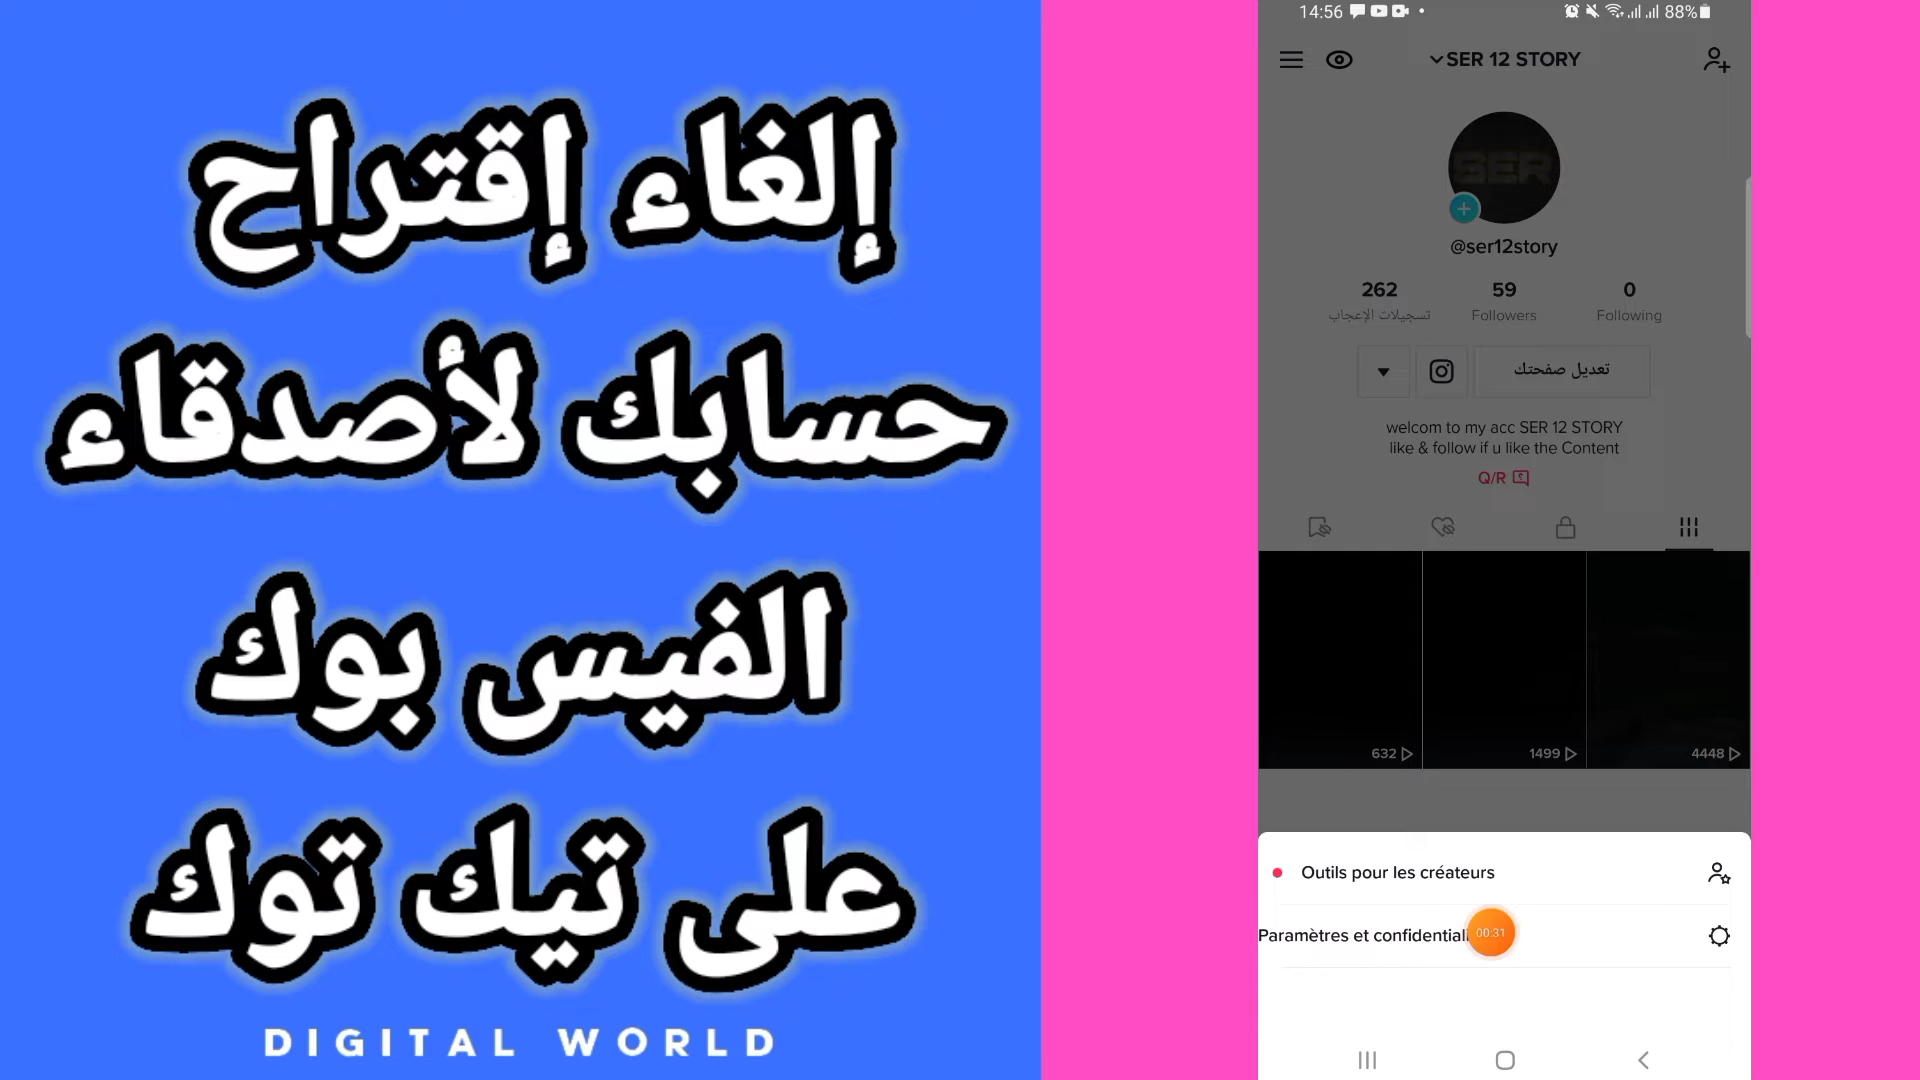 إلغاء إقتراح
حسابك لأصدقاء
الفيس بوك
على تيك توك
DIGITAL WORLD
14:56
88%
SER 12 STORY
SER
@ser12story
262 59 0
تسجيلات الإعجاب Followers Following
تعديل صفحتك
welcom to my acc SER 12 STORY
like & follow if u like the Content
Q/R
632 1499 4448
Outils pour les créateurs
Paramètres et confidentiali
00:31